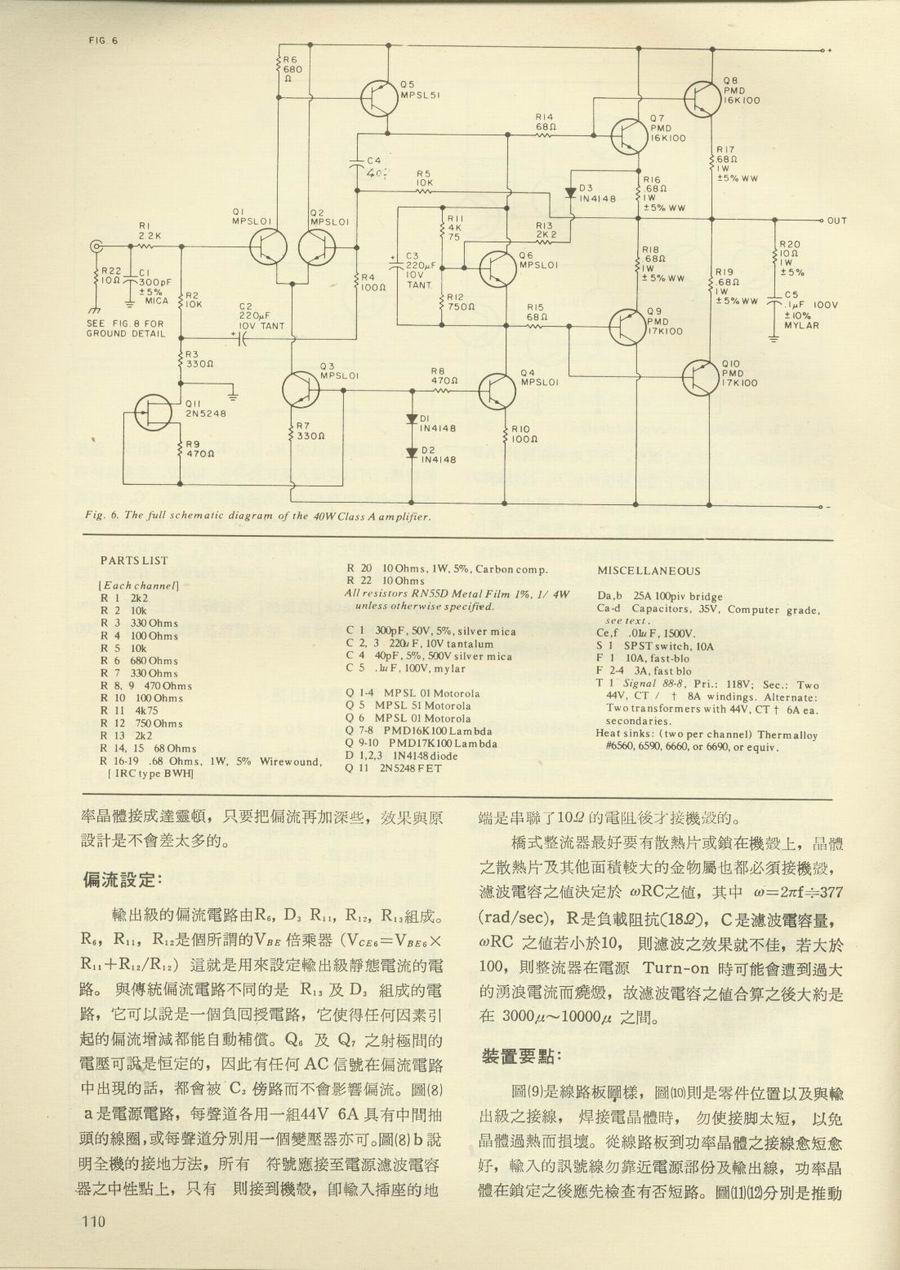 FIG. 6
R6
680
Ω
Q5
MPSL51
Q8
PMD
16K100
R14
68Ω
Q7
PMD
16K100
R17
.68Ω
1W
±5% WW
C4
R5
10K
D3
1N4148
R16
.68Ω
1W
±5% WW
Q1
MPSL01
Q2
MPSL01
R11
4K
75
R13
2K2
OUT
R1
2.2K
R22
10Ω
C1
300pF
±5%
MICA
R2
10K
C3
220µF
10V
TANT
+
Q6
MPSL01
R4
100Ω
R18
.68Ω
1W
±5% WW
R19
.68Ω
1W
±5% WW
R20
10Ω
1W
±5%
C5
.1µF 100V
±10%
MYLAR
SEE FIG. 8 FOR
GROUND DETAIL
C2
220µF
10V TANT
+
R12
750Ω
R15
68Ω
Q9
PMD
17K100
R3
330Ω
Q3
MPSL01
R8
470Ω
Q4
MPSL01
Q10
PMD
17K100
Q11
2N5248
R9
470Ω
R7
330Ω
D1
1N4148
D2
1N4148
R10
100Ω
+
−
Fig. 6. The full schematic diagram of the 40W Class A amplifier.
PARTS LIST
[Each channel]
R 1 2k2
R 2 10k
R 3 330 Ohms
R 4 100 Ohms
R 5 10k
R 6 680 Ohms
R 7 330 Ohms
R 8, 9 470 Ohms
R 10 100 Ohms
R 11 4k75
R 12 750 Ohms
R 13 2k2
R 14, 15 68 Ohms
R 16-19 .68 Ohms, 1W, 5% Wirewound,
[ IRC type BWH]
R 20 10 Ohms, 1W, 5%, Carbon comp.
R 22 10 Ohms
All resistors RN55D Metal Film 1%, 1/ 4W
unless otherwise specified.
C 1 300pF, 50V, 5%, silver mica
C 2, 3 220u F, 10V tantalum
C 4 40pF, 5%, 500V silver mica
C 5 .1u F, 100V, mylar
Q 1-4 MPSL 01 Motorola
Q 5 MPSL 51 Motorola
Q 6 MPSL 01 Motorola
Q 7-8 PMD16K100 Lambda
Q 9-10 PMD17K100 Lambda
D 1,2,3 1N4148 diode
Q 11 2N5248 FET
MISCELLANEOUS
Da,b 25A 100piv bridge
Ca-d Capacitors, 35V, Computer grade,
see text.
Ce,f .01u F, 1500V.
S 1 SPST switch, 10A
F 1 10A, fast-blo
F 2-4 3A, fast blo
T 1 Signal 88-8, Pri.: 118V; Sec.: Two
44V, CT / † 8A windings. Alternate:
Two transformers with 44V, CT † 6A ea.
secondaries.
Heat sinks: (two per channel) Thermalloy
#6560, 6590, 6660, or 6690, or equiv.
率晶體接成達靈頓，只要把偏流再加深些，效果與原
設計是不會差太多的。
偏流設定：
輸出級的偏流電路由R₆，D₃ R₁₁，R₁₂，R₁₃組成。
R₆，R₁₁，R₁₂是個所謂的V_BE 倍乘器（V_CE6＝V_BE6×
R₁₁＋R₁₂/R₁₂）這就是用來設定輸出級靜態電流的電
路。與傳統偏流電路不同的是 R₁₃ 及 D₃ 組成的電
路，它可以說是一個負回授電路，它使得任何因素引
起的偏流增減都能自動補償。Q₆ 及 Q₇ 之射極間的
電壓可說是恒定的，因此有任何 AC 信號在偏流電路
中出現的話，都會被 C₃ 傍路而不會影響偏流。圖(8)
a 是電源電路，每聲道各用一組44V 6A 具有中間抽
頭的線圈，或每聲道分別用一個變壓器亦可。圖(8) b 說
明全機的接地方法，所有 符號應接至電源濾波電容
器之中性點上，只有 則接到機殼，卽輸入揷座的地
端是串聯了10Ω 的電阻後才接機殼的。
橋式整流器最好要有散熱片或鎖在機殼上，晶體
之散熱片及其他面積較大的金物屬也都必須接機殼，
濾波電容之值決定於 ωRC之值，其中 ω=2πf≑377
(rad/sec)，R是負載阻抗(18Ω)，C是濾波電容量，
ωRC 之值若小於10， 則濾波之效果就不佳，若大於
100，則整流器在電源 Turn-on 時可能會遭到過大
的湧浪電流而燒燬，故濾波電容之值合算之後大約是
在 3000μ～10000μ 之間。
裝置要點：
圖(9)是線路板圖樣，圖(10)則是零件位置以及與輸
出級之接線， 焊接電晶體時， 勿使接脚太短， 以免
晶體過熱而損壞。從線路板到功率晶體之接線愈短愈
好，輸入的訊號線勿靠近電源部份及輸出線，功率晶
體在鎖定之後應先檢查有否短路。圖(11)(12)分別是推動
110